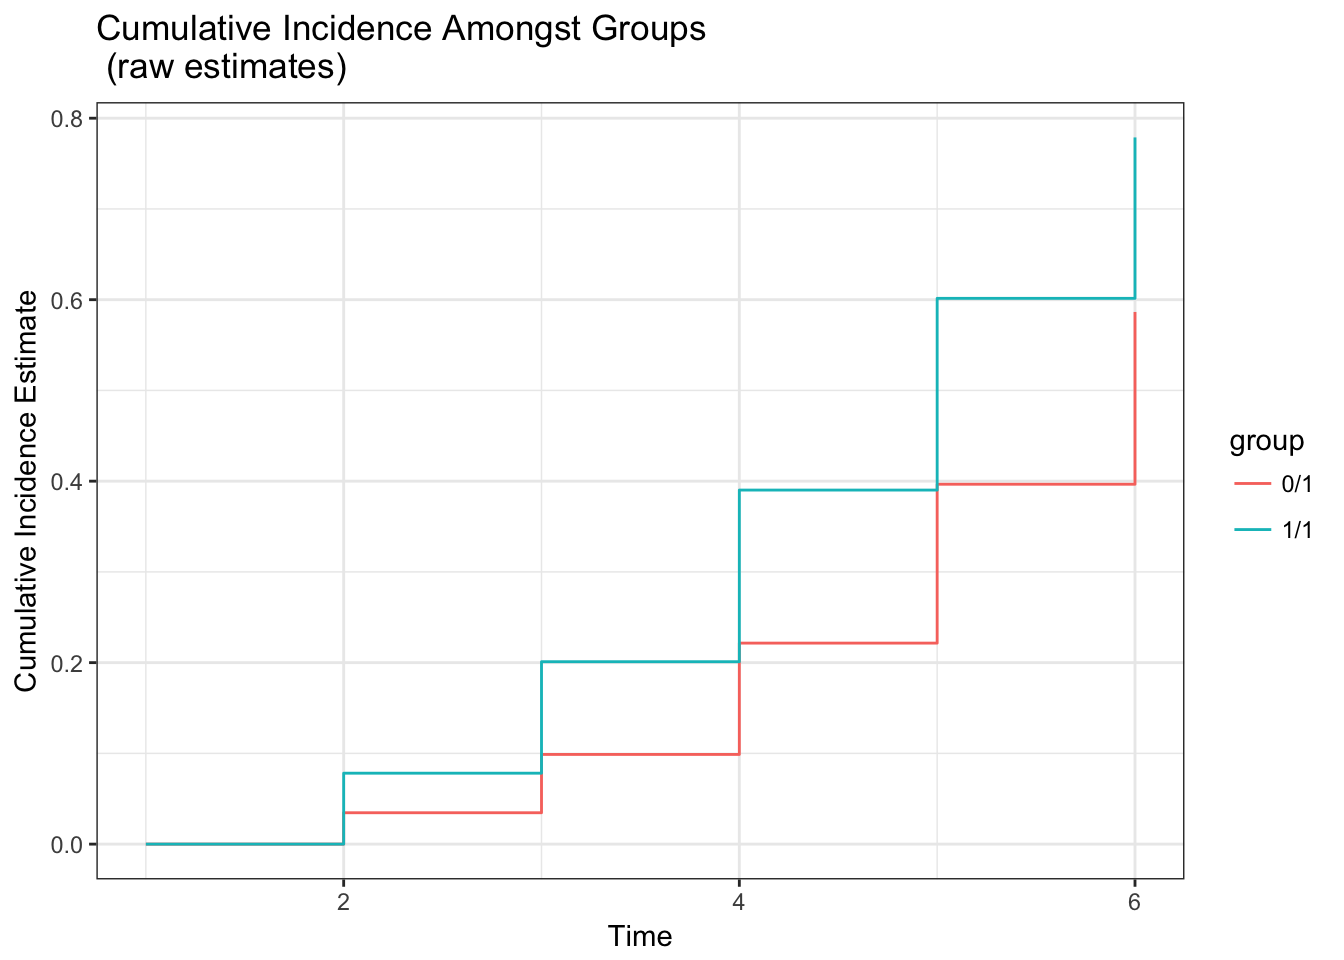 Cumulative Incidence Amongst Groups
(raw estimates)
Cumulative Incidence Estimate
0.8
0.6
0.4
0.2
0.0
2
4
6
Time
group
0/1
1/1